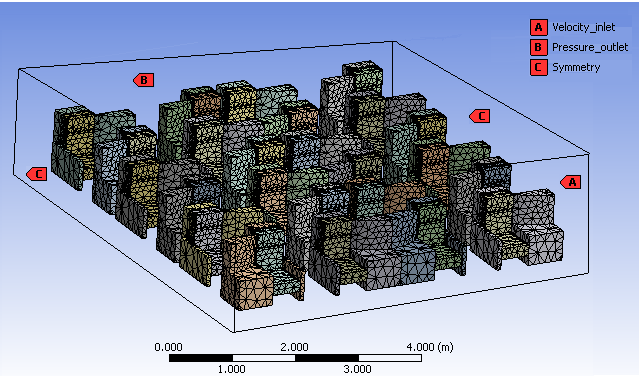 A Velocity_inlet
B Pressure_outlet
C Symmetry
B
C
C
A
0.000 2.000 4.000 (m)
1.000 3.000